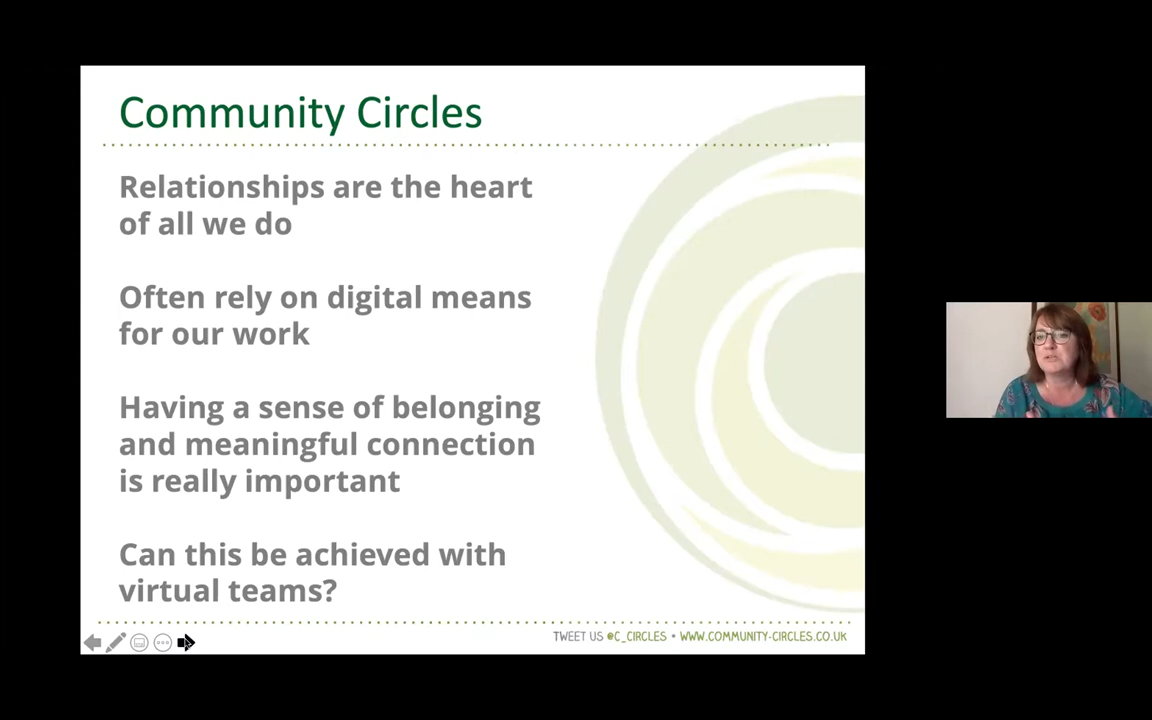 Community Circles
Relationships are the heart
of all we do
Often rely on digital means
for our work
Having a sense of belonging
and meaningful connection
is really important
Can this be achieved with
virtual teams?
TWEET US @C_CIRCLES • WWW.COMMUNITY-CIRCLES.CO.UK